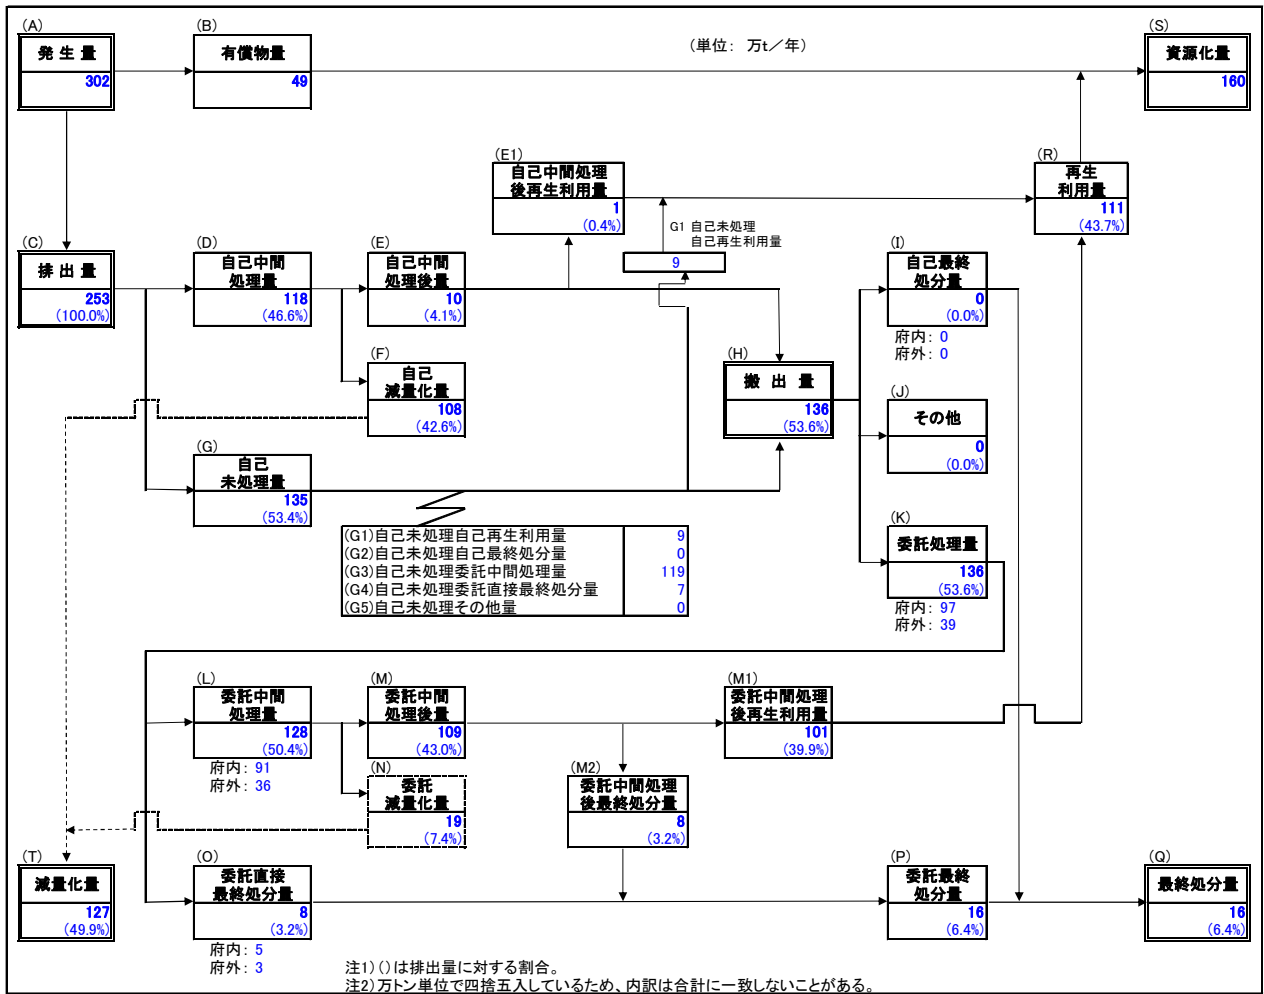 (A)
発生量
302
(B)
有償物量
49
(単位： 万t／年)
(S)
資源化量
160
(E1)
自己中間処理
後再生利用量
1
(0.4%)
(R)
再生
利用量
111
(43.7%)
G1 自己未処理
自己再生利用量
9
(C)
排出量
253
(100.0%)
(D)
自己中間
処理量
118
(46.6%)
(E)
自己中間
処理後量
10
(4.1%)
(I)
自己最終
処分量
0
(0.0%)
府内： 0
府外： 0
(F)
自己
減量化量
108
(42.6%)
(H)
搬出量
136
(53.6%)
(J)
その他
0
(0.0%)
(G)
自己
未処理量
135
(53.4%)
(G1)自己未処理自己再生利用量 9
(G2)自己未処理自己最終処分量 0
(G3)自己未処理委託中間処理量 119
(G4)自己未処理委託直接最終処分量 7
(G5)自己未処理その他量 0
(K)
委託処理量
136
(53.6%)
府内： 97
府外： 39
(L)
委託中間
処理量
128
(50.4%)
府内： 91
府外： 36
(M)
委託中間
処理後量
109
(43.0%)
(M1)
委託中間処理
後再生利用量
101
(39.9%)
(N)
委託
減量化量
19
(7.4%)
(M2)
委託中間処理
後最終処分量
8
(3.2%)
(T)
減量化量
127
(49.9%)
(O)
委託直接
最終処分量
8
(3.2%)
府内： 5
府外： 3
(P)
委託最終
処分量
16
(6.4%)
(Q)
最終処分量
16
(6.4%)
注1)()は排出量に対する割合。
注2)万トン単位で四捨五入しているため、内訳は合計に一致しないことがある。